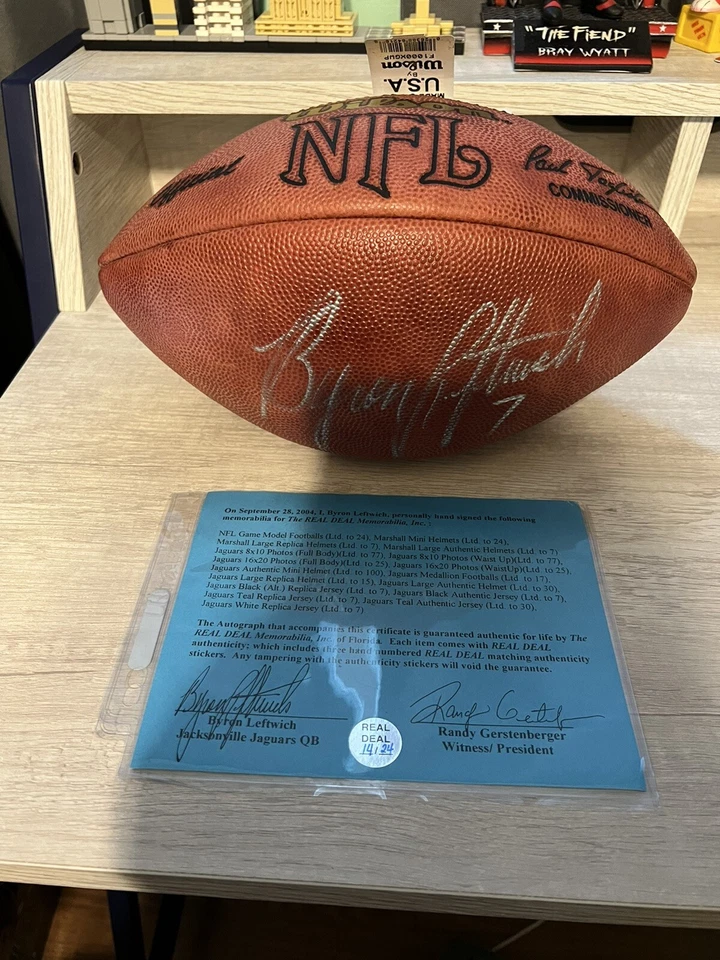 "THE FIEND"
BRAY WYATT
F1000KGUP
Wilson
By
U.S.A.
MADE
NFL
Paul Tagliabue
COMMISSIONER
Byron Leftwich
7
On September 28, 2004, I, Byron Leftwich, personally hand signed the following
memorabilia for The REAL DEAL Memorabilia, Inc.:
NFL Game Model Footballs (Ltd. to 24), Marshall Mini Helmets (Ltd. to 24),
Marshall Large Replica Helmets (Ltd. to 7), Marshall Large Authentic Helmets (Ltd. to 7)
Jaguars 8x10 Photos (Full Body)(Ltd. to 77), Jaguars 8x10 Photos (Waist Up)(Ltd. to 77),
Jaguars 16x20 Photos (Full Body)(Ltd. to 25), Jaguars 16x20 Photos (WaistUp)(Ltd. to 25),
Jaguars Authentic Mini Helmet (Ltd. to 100), Jaguars Medallion Footballs (Ltd. to 17),
Jaguars Large Replica Helmet (Ltd. to 15), Jaguars Large Authentic Helmet (Ltd. to 30),
Jaguars Black (Alt.) Replica Jersey (Ltd. to 7), Jaguars Black Authentic Jersey (Ltd. to 7),
Jaguars Teal Replica Jersey (Ltd. to 7), Jaguars Teal Authentic Jersey (Ltd. to 30),
Jaguars White Replica Jersey (Ltd. to 7)
The Autograph that accompanies this certificate is guaranteed authentic for life by The
REAL DEAL Memorabilia, Inc. of Florida. Each item comes with REAL DEAL
authenticity; which includes three hand numbered REAL DEAL matching authenticity
stickers. Any tampering with the authenticity stickers will void the guarantee.
Byron Leftwich
Byron Leftwich
Jacksonville Jaguars QB
REAL
DEAL
14/24
Randy Gerstenberger
Randy Gerstenberger
Witness/ President